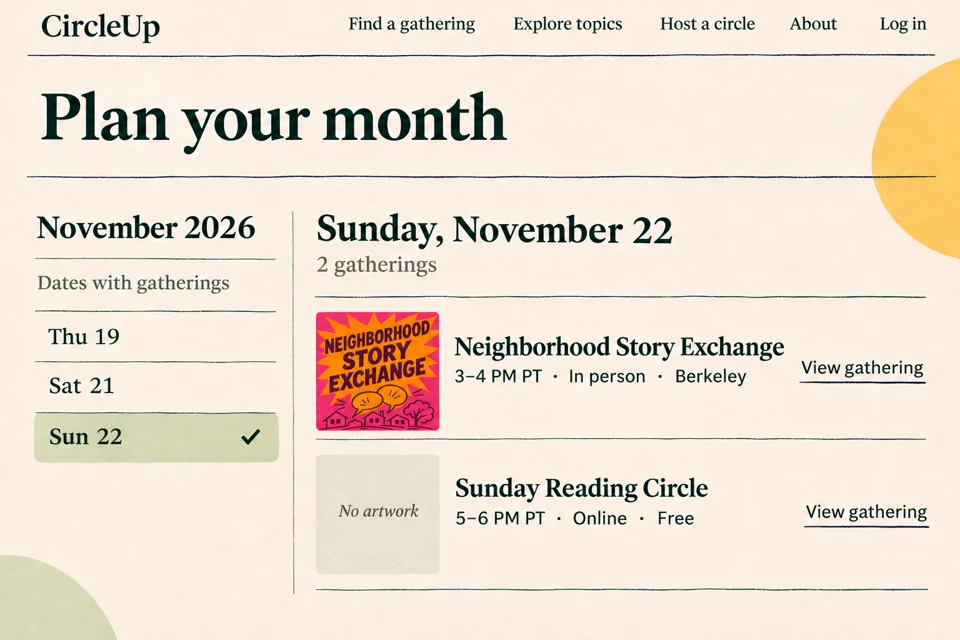 CircleUp
Find a gathering
Explore topics
Host a circle
About
Log in
Plan your month
November 2026
Dates with gatherings
Thu 19
Sat 21
Sun 22
Sunday, November 22
2 gatherings
NEIGHBORHOOD
STORY
EXCHANGE
Neighborhood Story Exchange
3–4 PM PT · In person · Berkeley
View gathering
No artwork
Sunday Reading Circle
5–6 PM PT · Online · Free
View gathering